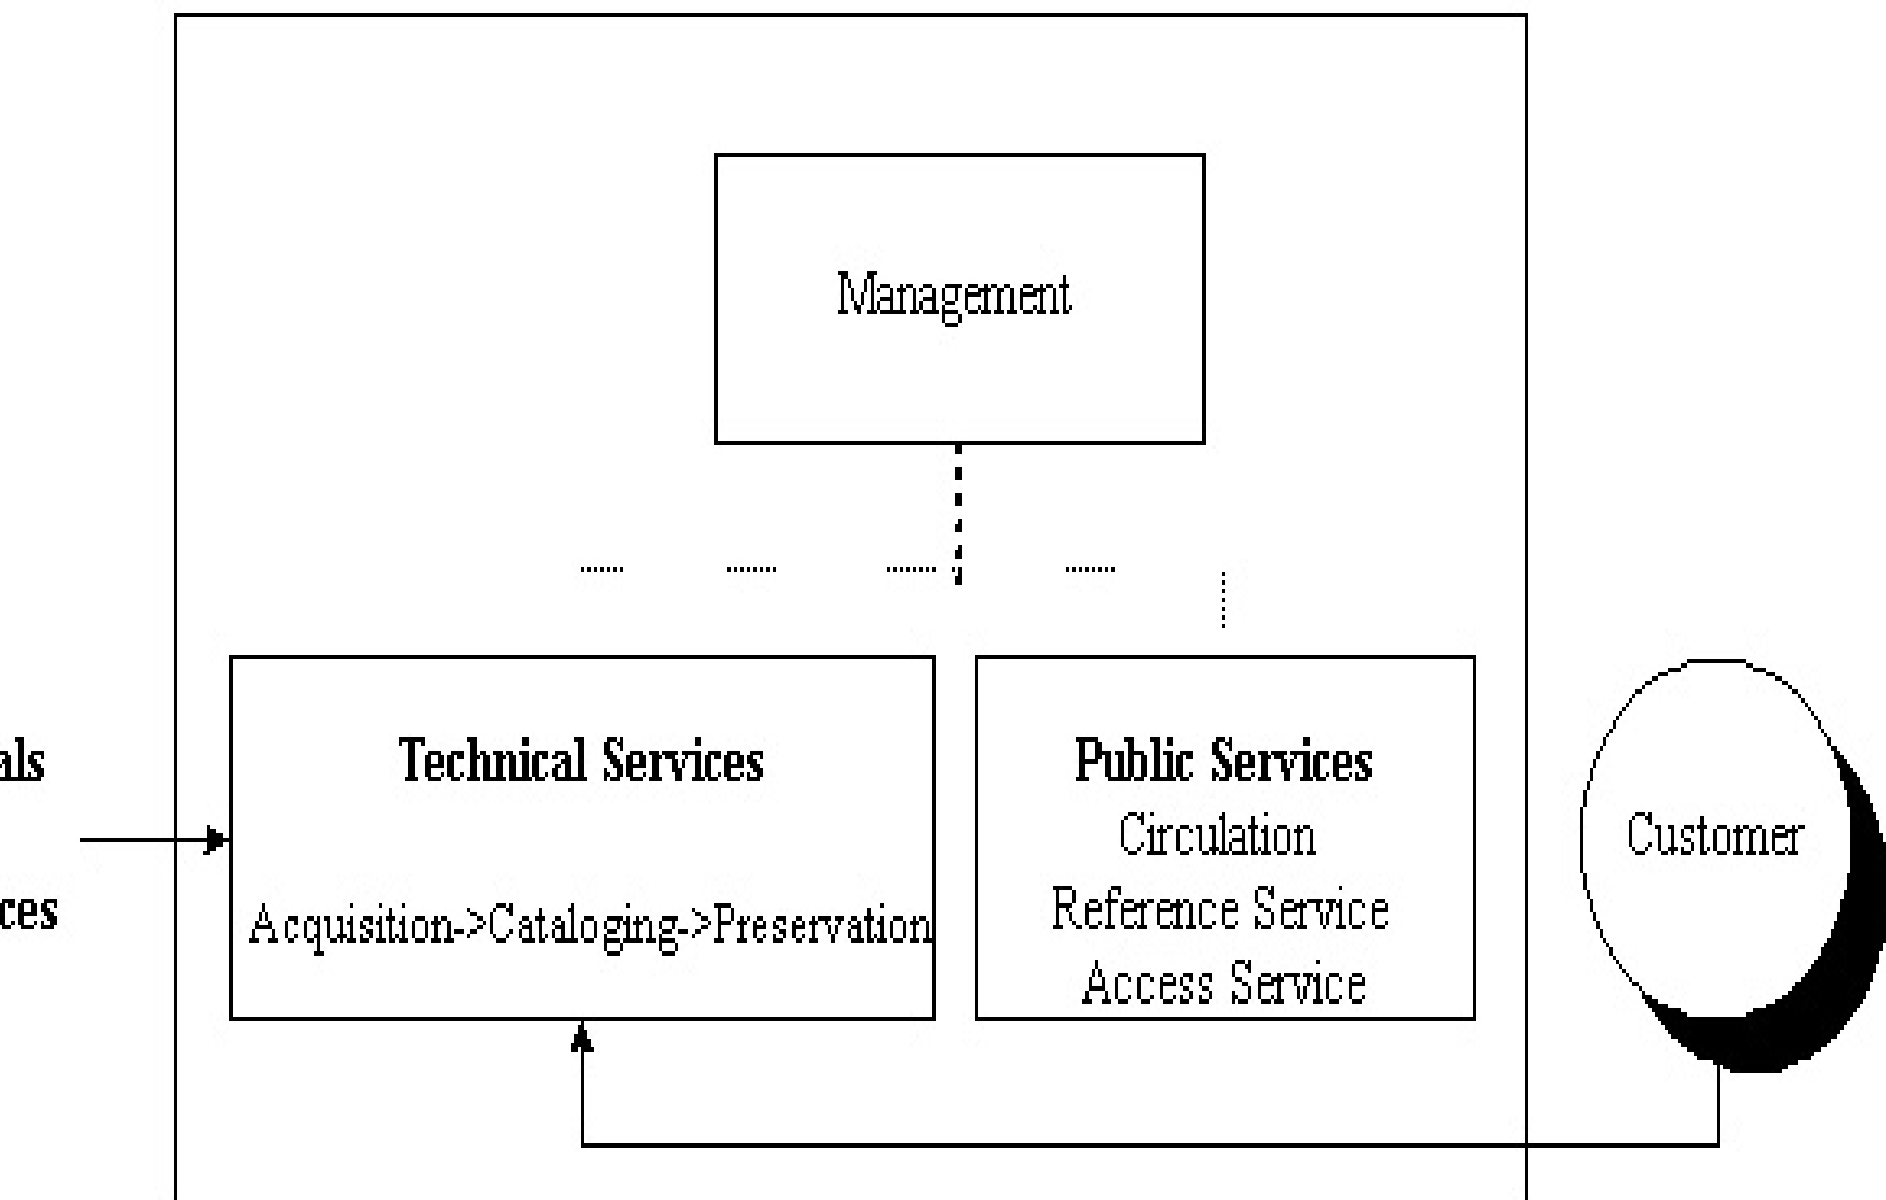 Management
Technical Services
Acquisition->Cataloging->Preservation
Public Services
Circulation
Reference Service
Access Service
Customer